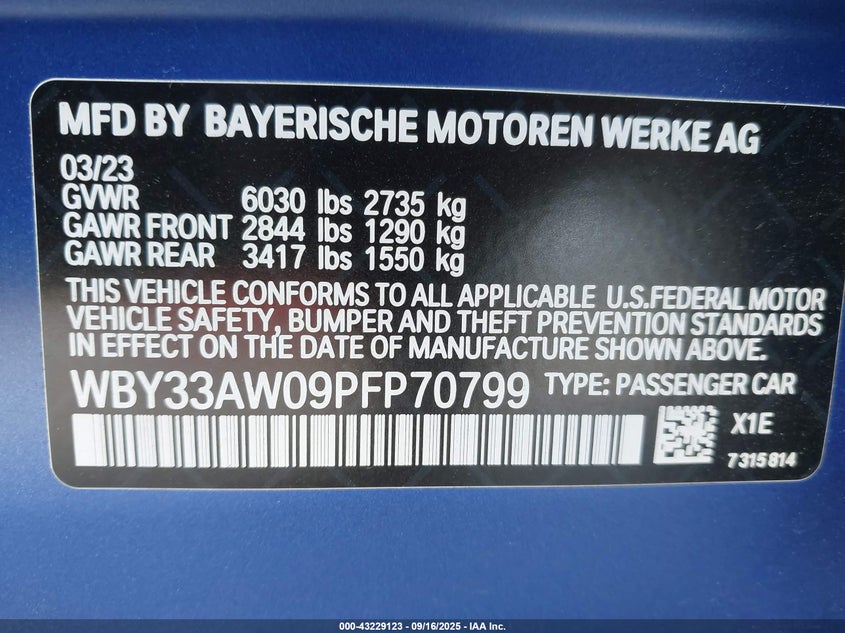 MFD BY BAYERISCHE MOTOREN WERKE AG
03/23
GVWR 6030 lbs 2735 kg
GAWR FRONT 2844 lbs 1290 kg
GAWR REAR 3417 lbs 1550 kg
THIS VEHICLE CONFORMS TO ALL APPLICABLE U.S.FEDERAL MOTOR
VEHICLE SAFETY, BUMPER AND THEFT PREVENTION STANDARDS
IN EFFECT ON THE DATE OF MANUFACTURE SHOWN ABOVE.
WBY33AW09PFP70799 TYPE: PASSENGER CAR
X1E
7315814
000-43229123 - 09/16/2025 - IAA Inc.